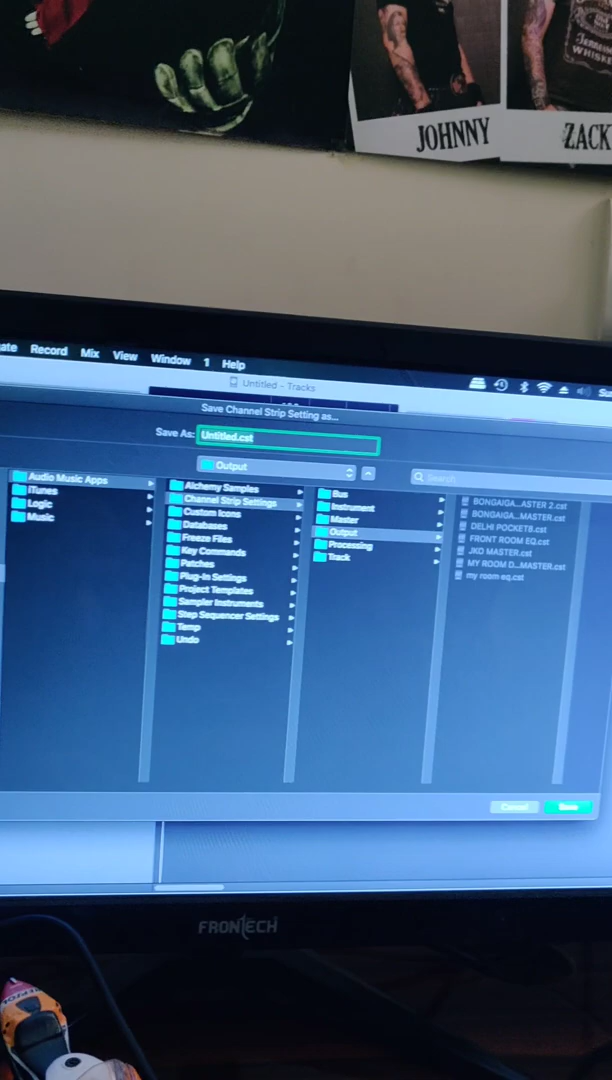 JOHNNY
ZACK
Jenn
WHISKE
ate Record Mix View Window 1 Help
Untitled - Tracks
Save Channel Strip Setting as...
Save As: Untitled.cst
Output
Search
Audio Music Apps
iTunes
Logic
Music
Alchemy Samples
Channel Strip Settings
Custom Icons
Databases
Freeze Files
Key Commands
Patches
Plug-In Settings
Project Templates
Sampler Instruments
Step Sequencer Settings
Temp
Undo
Bus
Instrument
Master
Output
Processing
Track
BONGAIGA...ASTER 2.cst
BONGAIGA...MASTER.cst
DELHI POCKET8.cst
FRONT ROOM EQ.cst
JKD MASTER.cst
MY ROOM D...MASTER.cst
my room eq.cst
Cancel
Save
FRONTECH